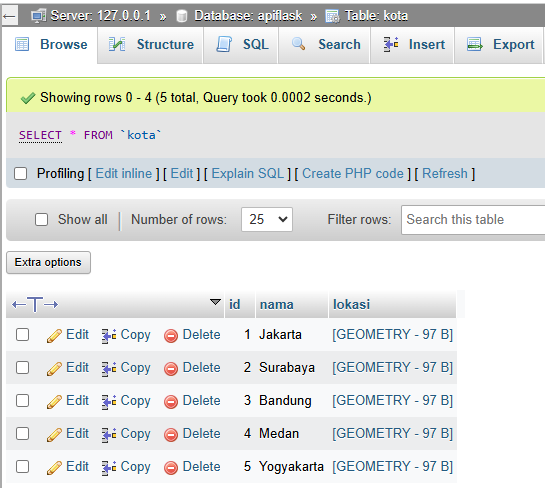 Server: 127.0.0.1 » Database: apiflask » Table: kota
Browse Structure SQL Search Insert Export
Showing rows 0 - 4 (5 total, Query took 0.0002 seconds.)
SELECT * FROM `kota`
Profiling [ Edit inline ] [ Edit ] [ Explain SQL ] [ Create PHP code ] [ Refresh ]
Show all | Number of rows: 25 Filter rows: Search this table
Extra options
←T→ id nama lokasi
Edit Copy Delete 1 Jakarta [GEOMETRY - 97 B]
Edit Copy Delete 2 Surabaya [GEOMETRY - 97 B]
Edit Copy Delete 3 Bandung [GEOMETRY - 97 B]
Edit Copy Delete 4 Medan [GEOMETRY - 97 B]
Edit Copy Delete 5 Yogyakarta [GEOMETRY - 97 B]